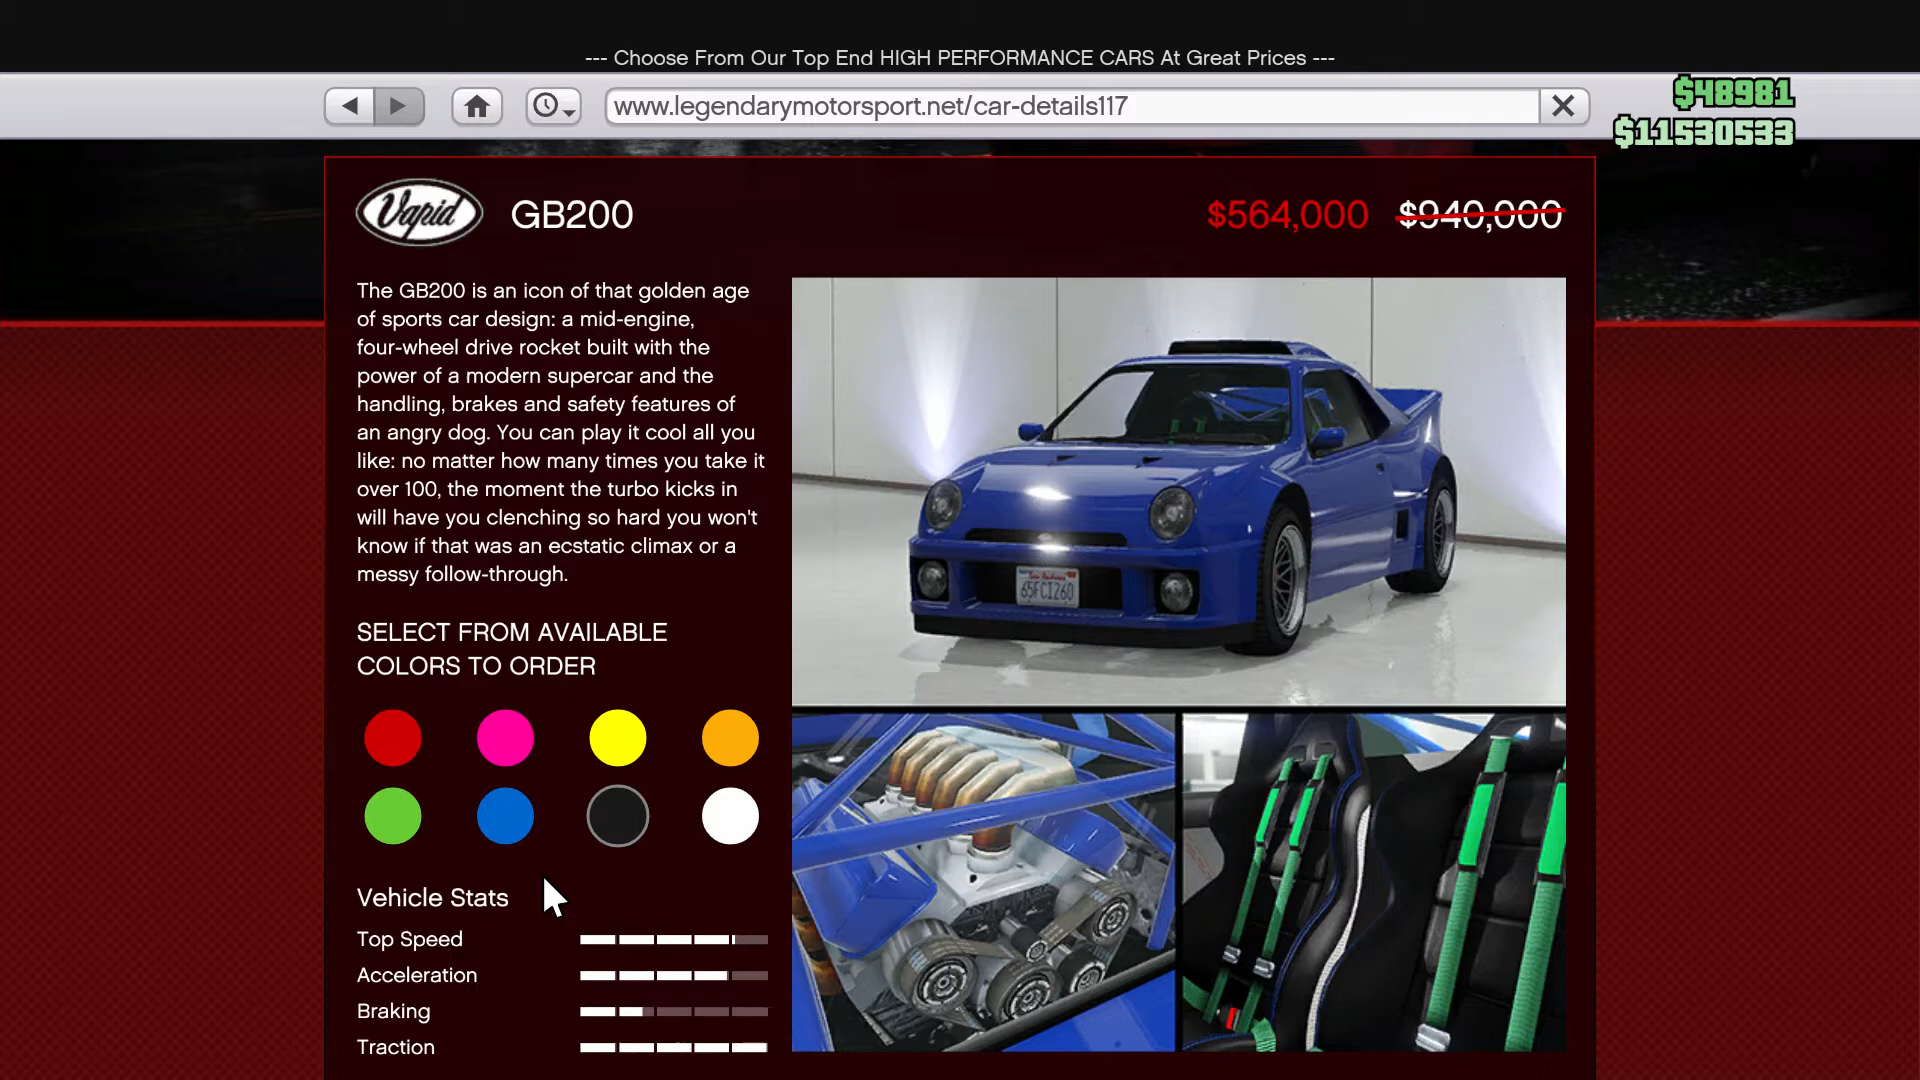 --- Choose From Our Top End HIGH PERFORMANCE CARS At Great Prices ---
www.legendarymotorsport.net/car-details117
$48981
$11530533
Vapid
GB200
$564,000 $940,000
The GB200 is an icon of that golden age
of sports car design: a mid-engine,
four-wheel drive rocket built with the
power of a modern supercar and the
handling, brakes and safety features of
an angry dog. You can play it cool all you
like: no matter how many times you take it
over 100, the moment the turbo kicks in
will have you clenching so hard you won't
know if that was an ecstatic climax or a
messy follow-through.
65FCI260
SELECT FROM AVAILABLE
COLORS TO ORDER
Vehicle Stats
Top Speed
Acceleration
Braking
Traction